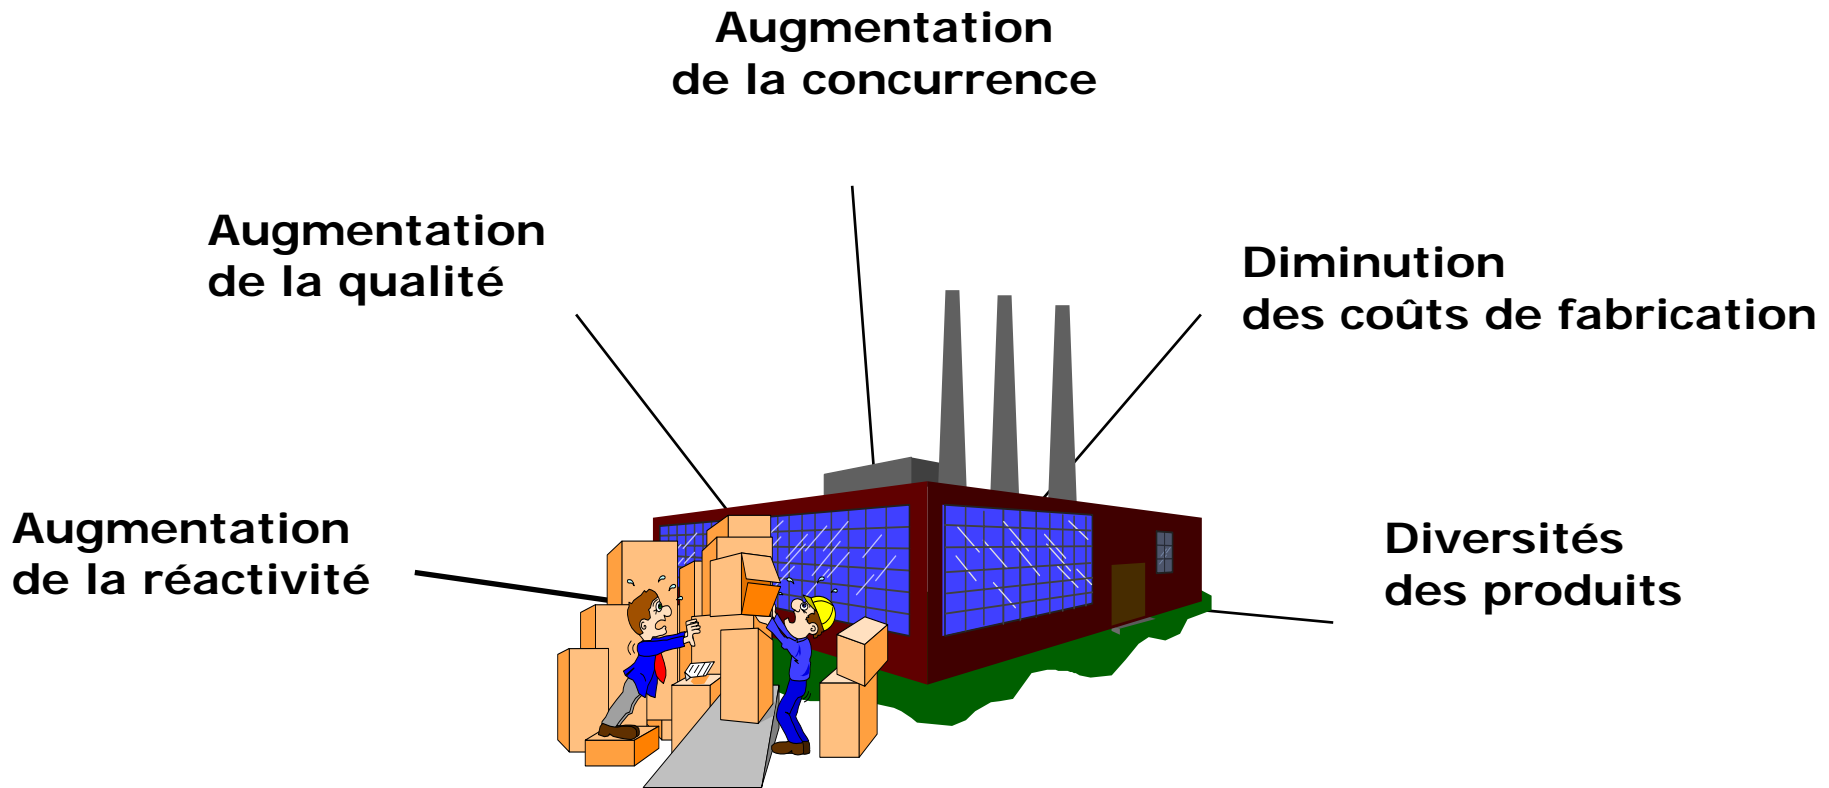 Augmentation
de la concurrence
Augmentation
de la qualité
Diminution
des coûts de fabrication
Augmentation
de la réactivité
Diversités
des produits